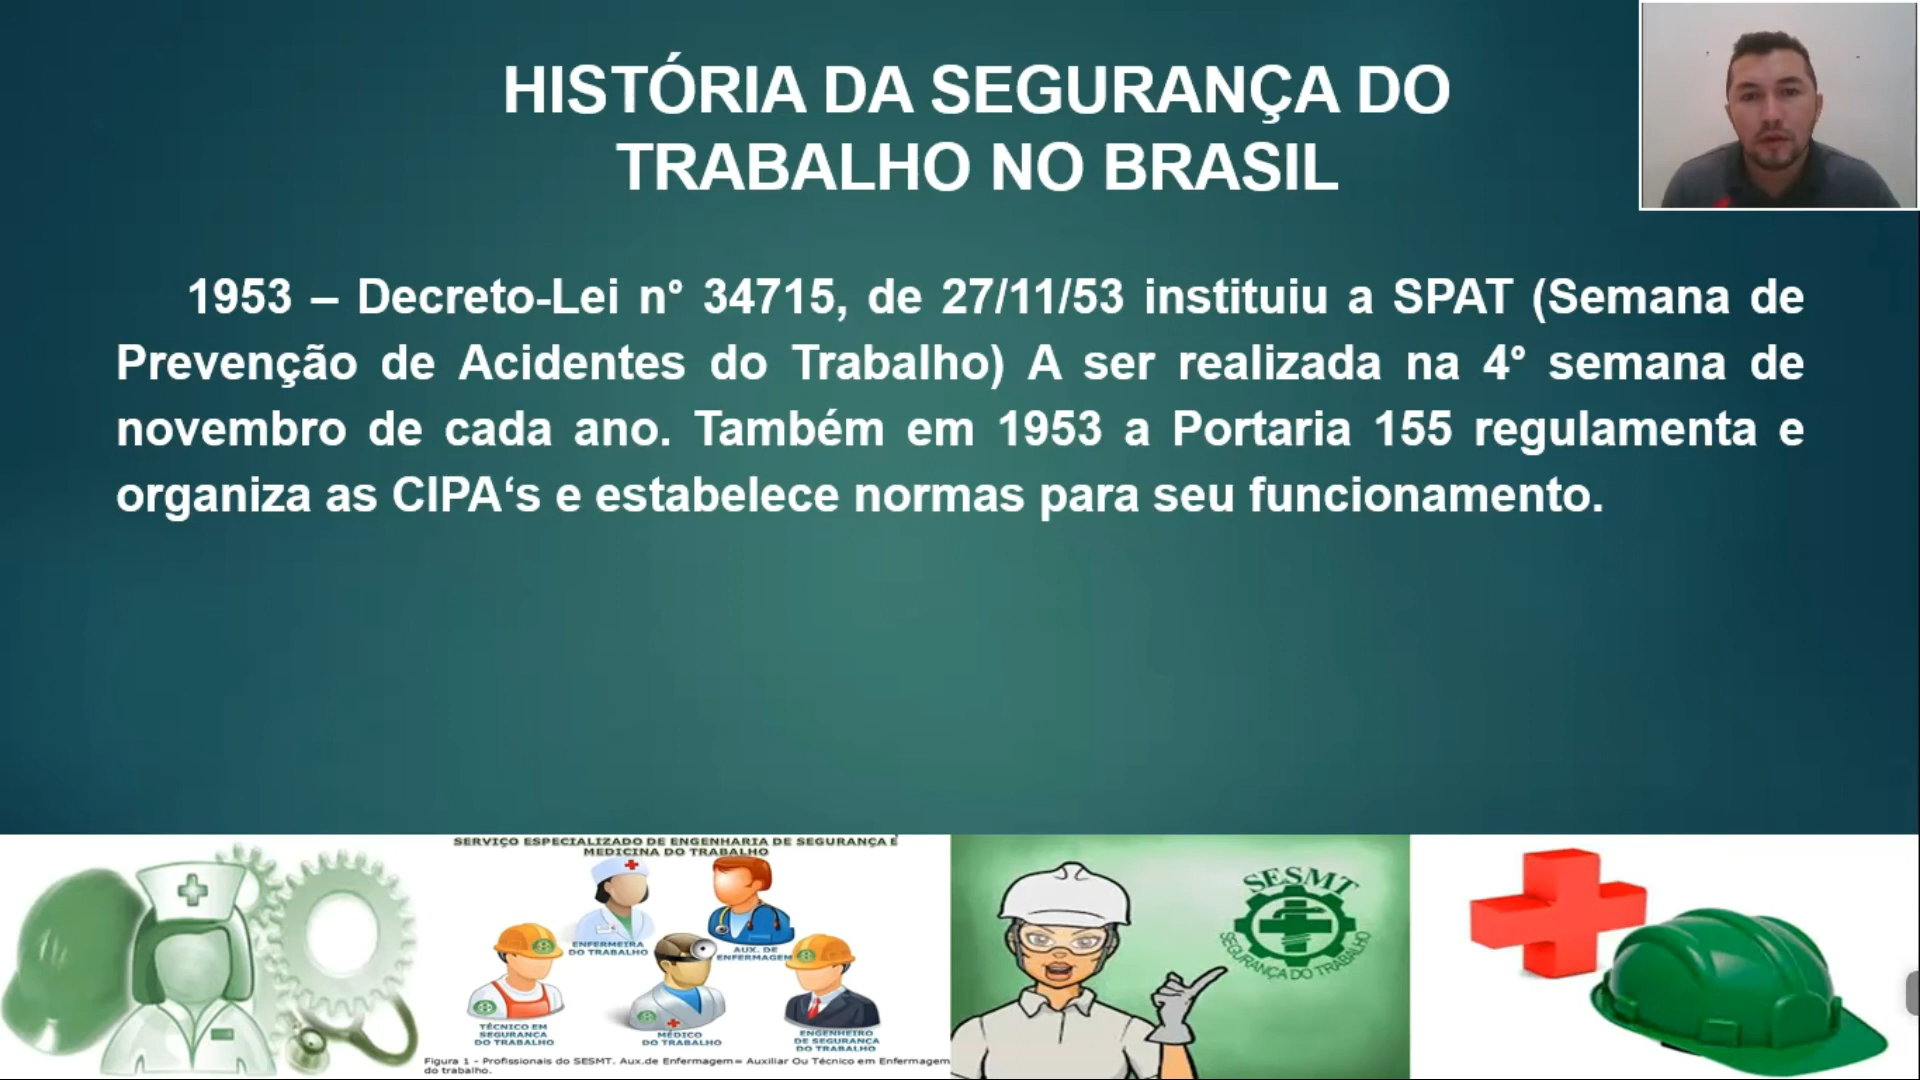 HISTÓRIA DA SEGURANÇA DO
TRABALHO NO BRASIL
1953 – Decreto-Lei n° 34715, de 27/11/53 instituiu a SPAT (Semana de
Prevenção de Acidentes do Trabalho) A ser realizada na 4° semana de
novembro de cada ano. Também em 1953 a Portaria 155 regulamenta e
organiza as CIPA‘s e estabelece normas para seu funcionamento.
SERVIÇO ESPECIALIZADO DE ENGENHARIA DE SEGURANÇA E
MEDICINA DO TRABALHO
ENFERMEIRA
DO TRABALHO
AUX. DE
ENFERMAGEM
TÉCNICO EM
SEGURANÇA
DO TRABALHO
MÉDICO
DO TRABALHO
ENGENHEIRO
DE SEGURANÇA
DO TRABALHO
Figura 1 - Profissionais do SESMT. Aux.de Enfermagem= Auxiliar Ou Técnico em Enfermagem
do trabalho.
SESMT
SEGURANÇA DO TRABALHO